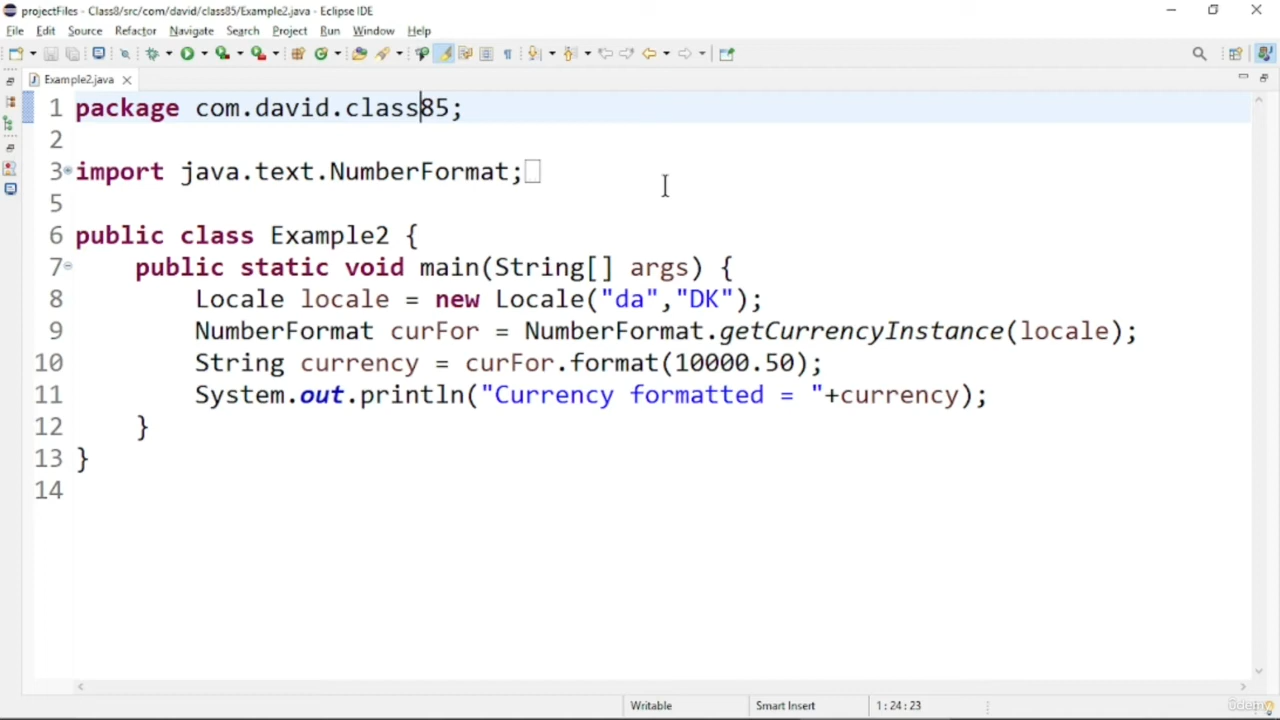 projectFiles - Class8/src/com/david/class85/Example2.java - Eclipse IDE
File Edit Source Refactor Navigate Search Project Run Window Help
Example2.java
1 package com.david.class85;
2
3 import java.text.NumberFormat;
5
6 public class Example2 {
7 public static void main(String[] args) {
8 Locale locale = new Locale("da","DK");
9 NumberFormat curFor = NumberFormat.getCurrencyInstance(locale);
10 String currency = curFor.format(10000.50);
11 System.out.println("Currency formatted = "+currency);
12 }
13 }
14
Writable Smart Insert 1 : 24 : 23
ûdemy